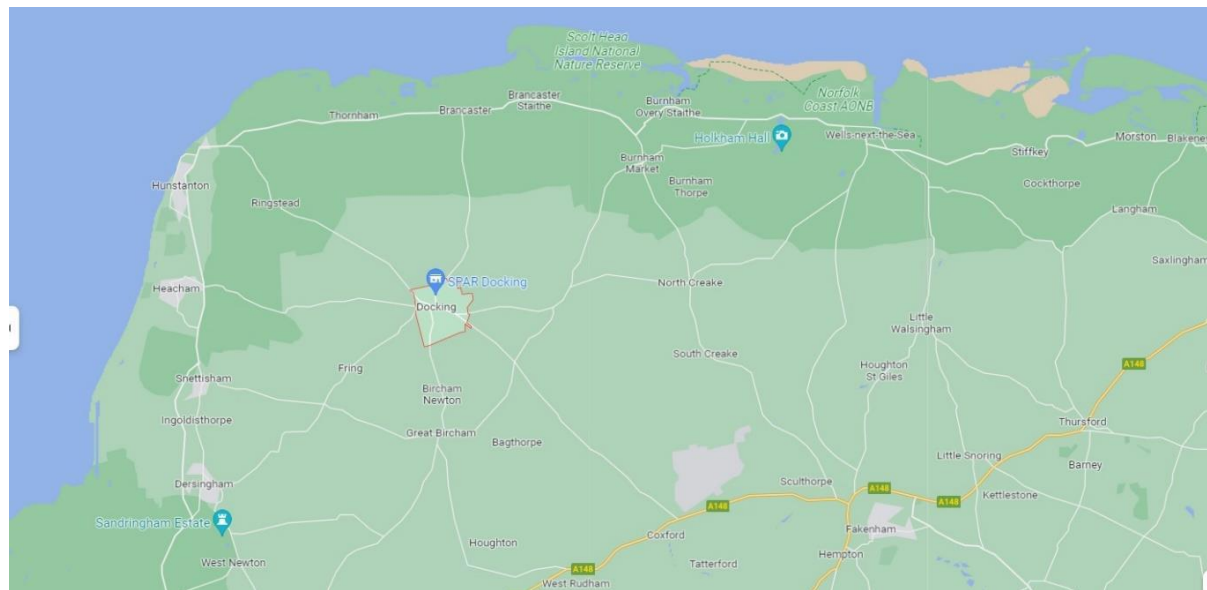 Scolt Head
Island National
Nature Reserve
Brancaster
Staithe
Thornham
Brancaster
Burnham
Overy Staithe
Norfolk
Coast AONB
Holkham Hall
Wells-next-the-Sea
Morston
Blakeney
Stiffkey
Burnham
Market
Burnham
Thorpe
Cockthorpe
Hunstanton
Ringstead
Langham
Saxlingham
SPAR Docking
North Creake
Heacham
Docking
Little
Walsingham
South Creake
Houghton
St Giles
A148
Fring
Snettisham
Bircham
Newton
Ingoldisthorpe
Thursford
Great Bircham
Bagthorpe
Little Snoring
Barney
Dersingham
Sculthorpe
A148
Kettlestone
A148
A148
Sandringham Estate
Fakenham
Coxford
Houghton
Hempton
West Newton
Tatterford
A148
West Rudham